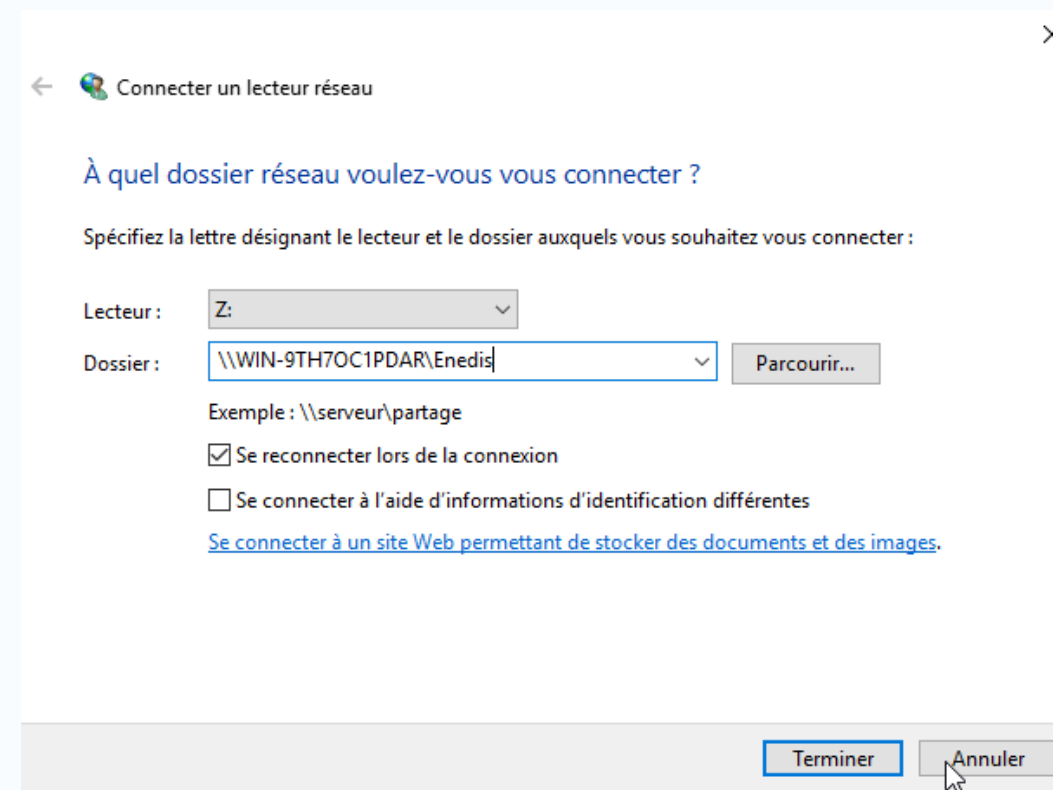 Connecter un lecteur réseau
À quel dossier réseau voulez-vous vous connecter ?
Spécifiez la lettre désignant le lecteur et le dossier auxquels vous souhaitez vous connecter :
Lecteur : Z:
Dossier : \\WIN-9TH7OC1PDAR\Enedis Parcourir...
Exemple : \\serveur\partage
Se reconnecter lors de la connexion
Se connecter à l'aide d'informations d'identification différentes
Se connecter à un site Web permettant de stocker des documents et des images.
Terminer Annuler